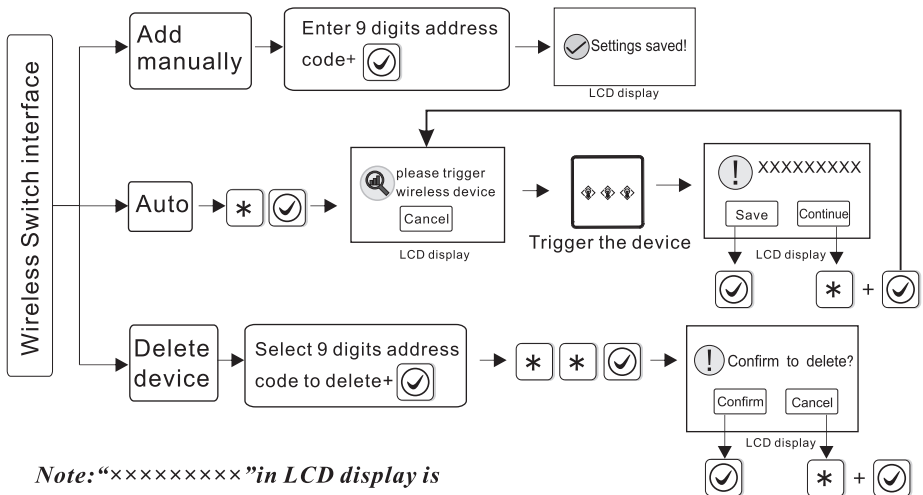 Wireless Switch interface
Add
manually
Enter 9 digits address
code+
Settings saved!
LCD display
Auto
*
please trigger
wireless device
Cancel
LCD display
Trigger the device
! XXXXXXXXX
Save Continue
LCD display
* +
Delete
device
Select 9 digits address
code to delete+
* *
! Confirm to delete?
Confirm Cancel
LCD display
* +
Note:“×××××××××”in LCD display is